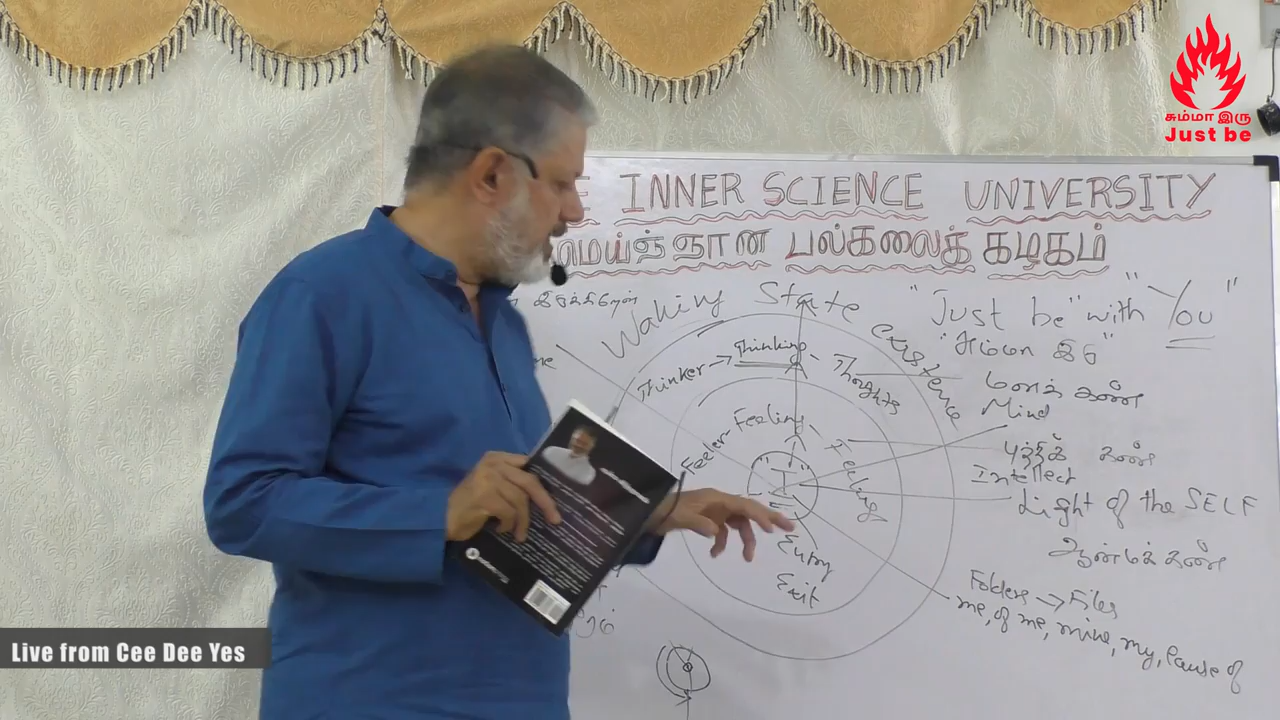 சும்மா இரு
Just be
INNER SCIENCE UNIVERSITY
மெய்ஞ்ஞான பல்கலைக் கழகம்
Waking State existence
"Just be" with "You"
"சும்மா இரு"
Thinker → Thinking - Thoughts
மனக் கண்
Mind
Feeler - Feeling - Feeling
புத்திக் கண்
Intellect
I
Light of the SELF
ஆன்மக் கண்
Entry
Exit
Folders → Files
me, of me, mine, my, cause of
Live from Cee Dee Yes